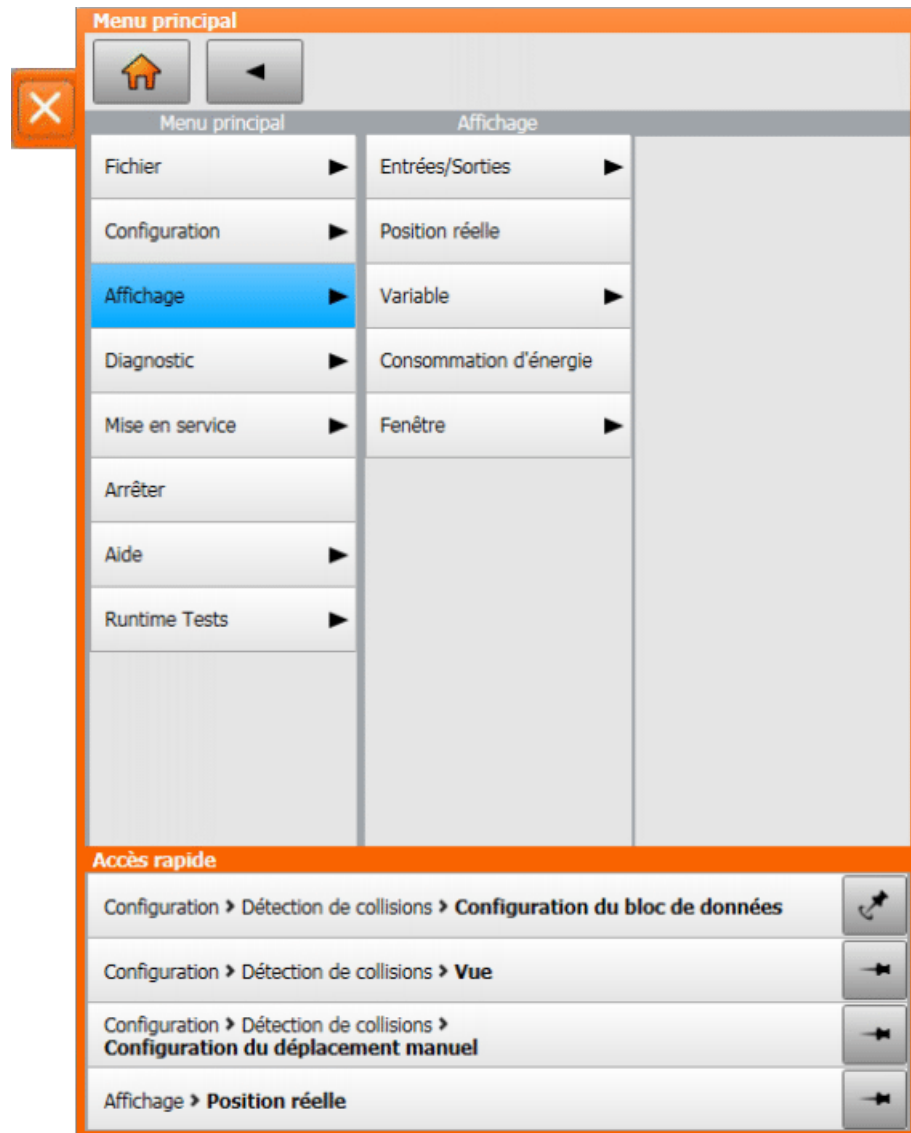 Menu principal
Menu principal
Affichage
Fichier
Configuration
Affichage
Diagnostic
Mise en service
Arrêter
Aide
Runtime Tests
Entrées/Sorties
Position réelle
Variable
Consommation d'énergie
Fenêtre
Accès rapide
Configuration > Détection de collisions > Configuration du bloc de données
Configuration > Détection de collisions > Vue
Configuration > Détection de collisions >
Configuration du déplacement manuel
Affichage > Position réelle